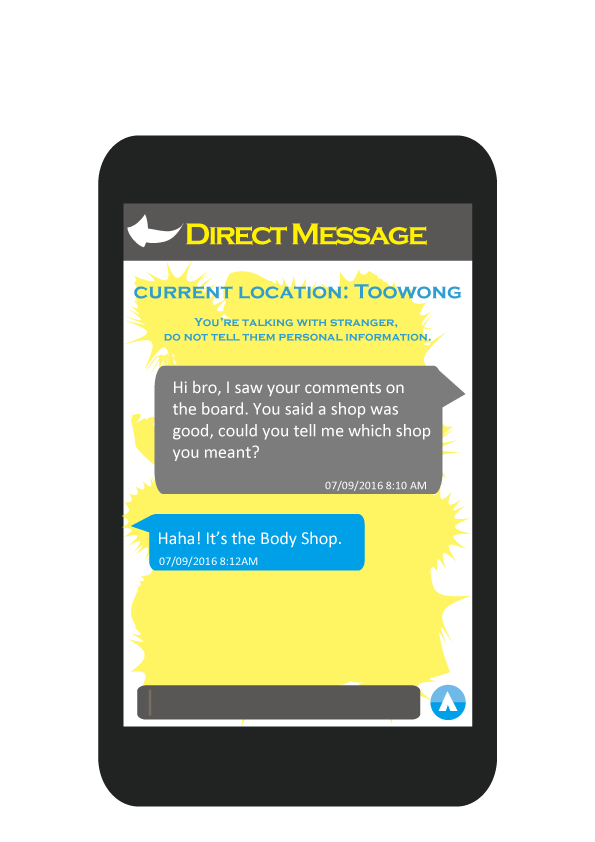 Direct Message
current location: Toowong
You're talking with stranger,
do not tell them personal information.
Hi bro, I saw your comments on
the board. You said a shop was
good, could you tell me which shop
you meant?
07/09/2016 8:10 AM
Haha! It's the Body Shop.
07/09/2016 8:12AM